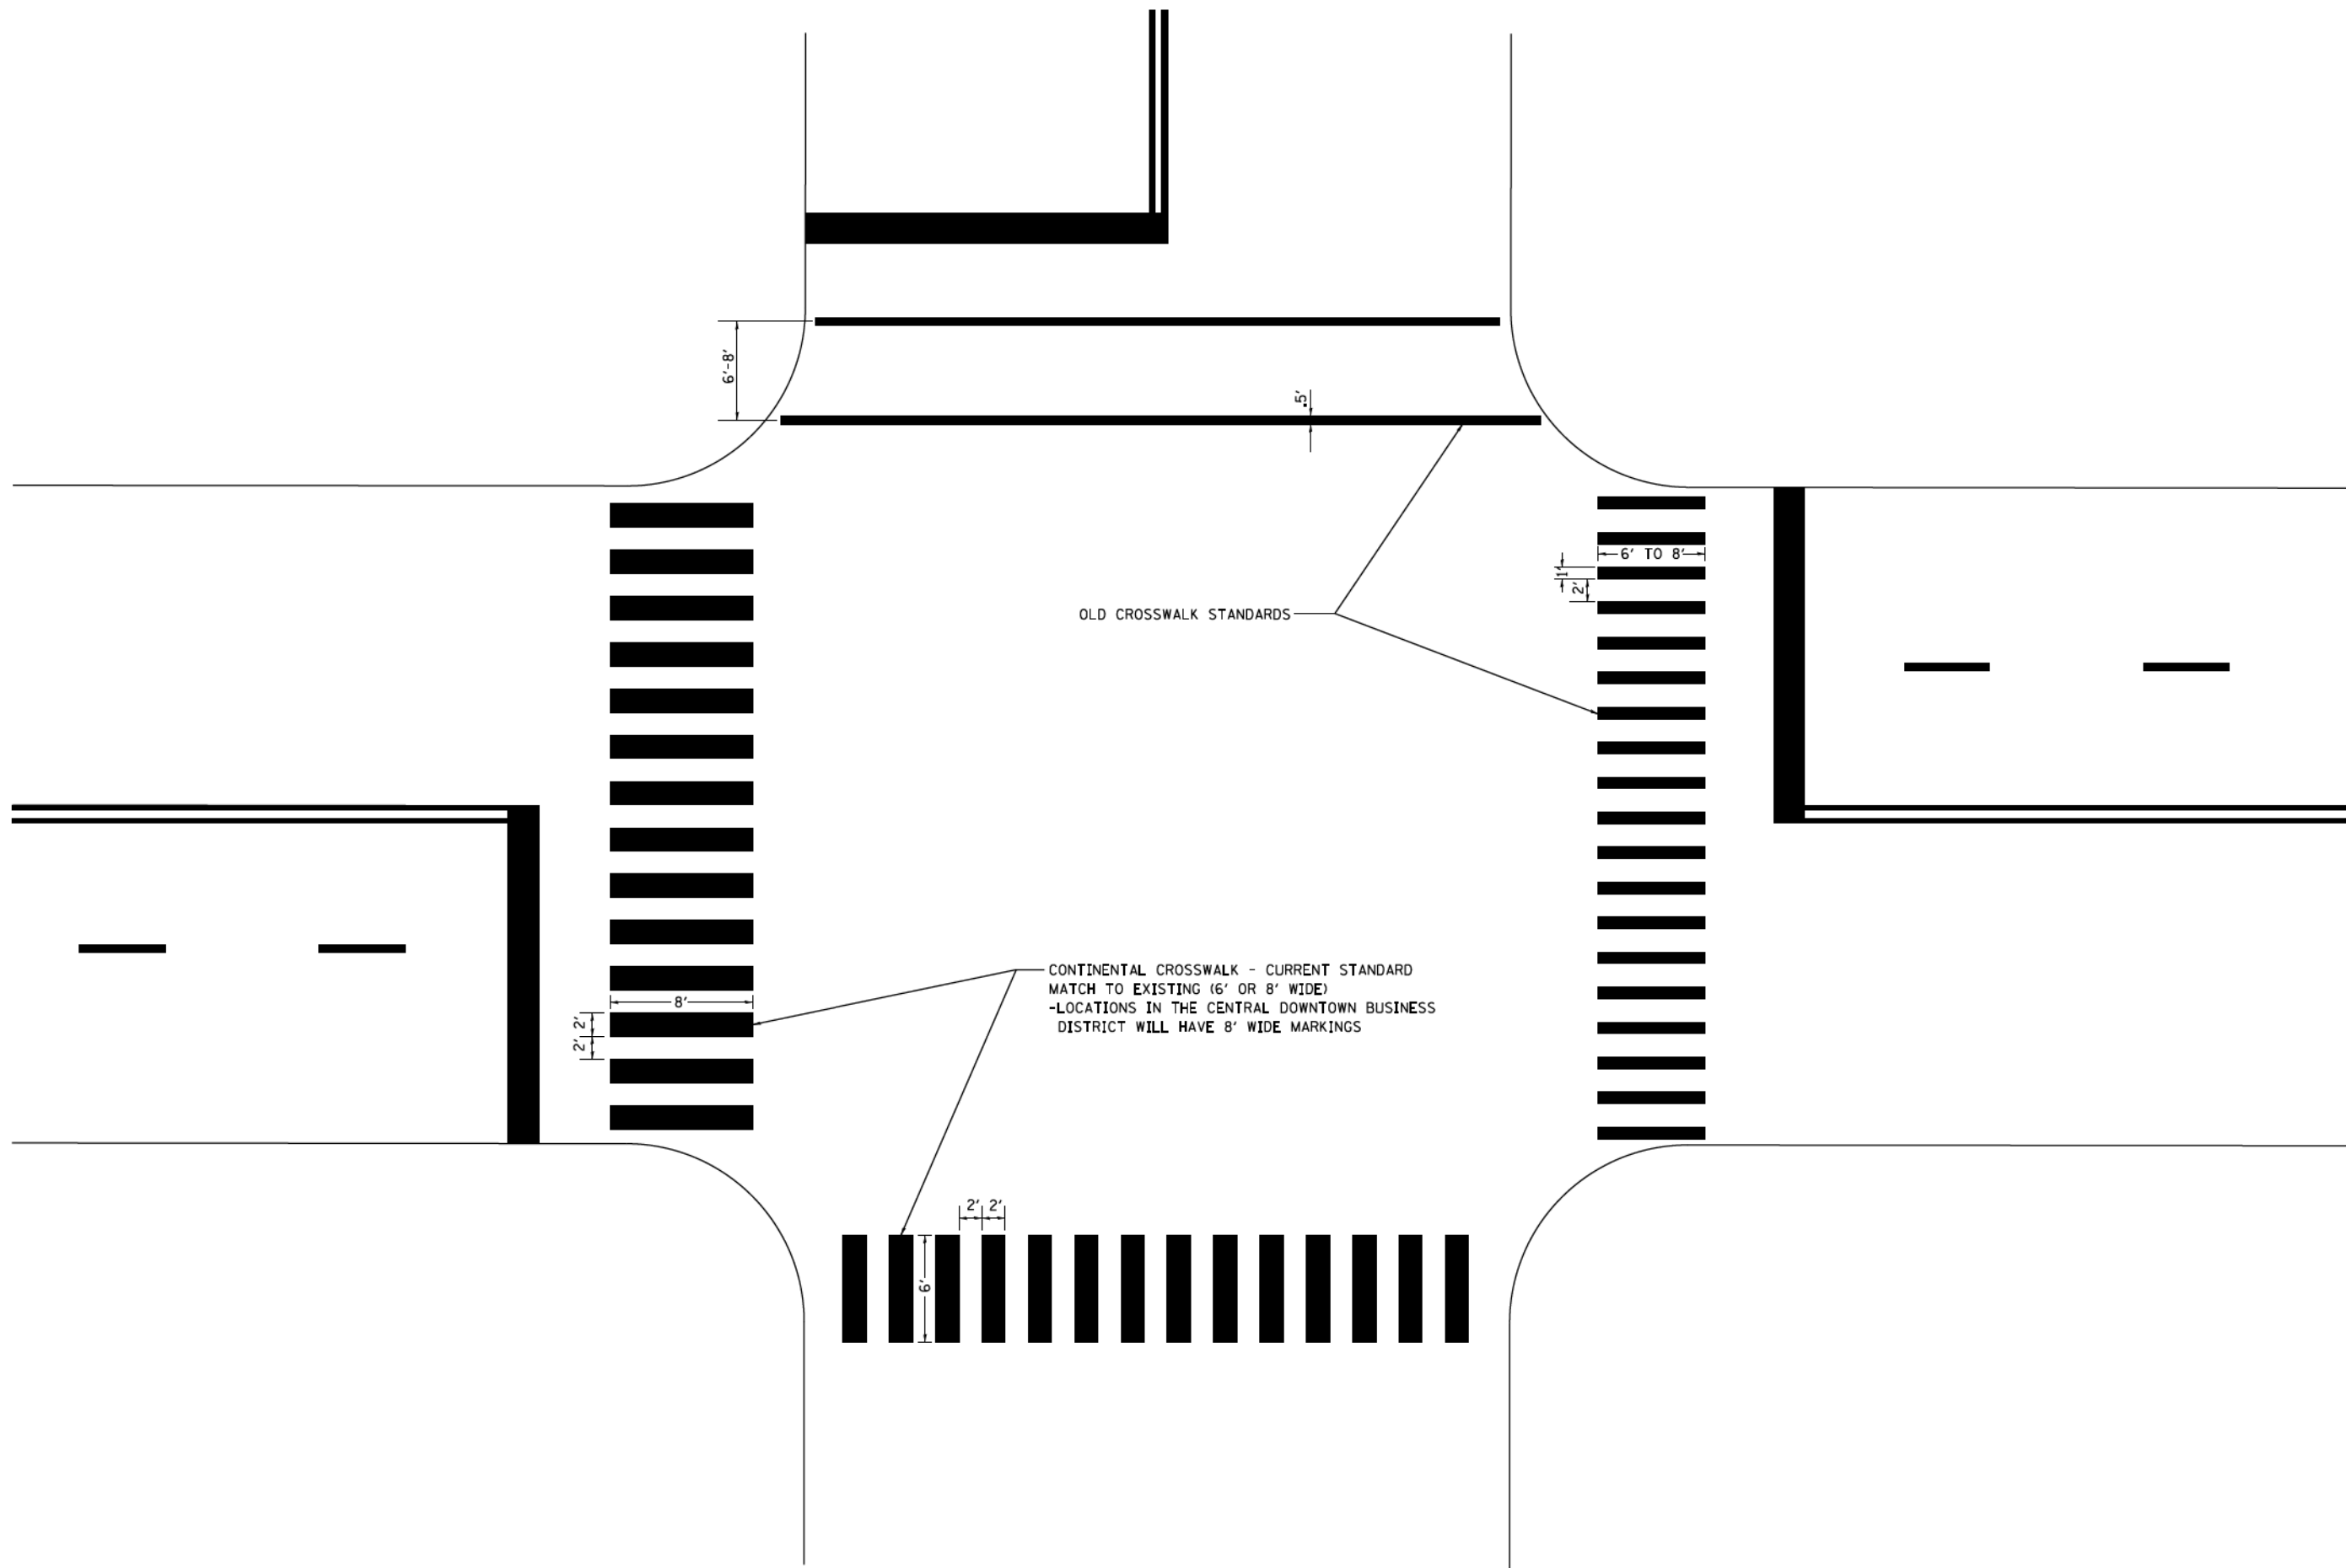 6'-8'
.5'
6' TO 8'
1'
2'
OLD CROSSWALK STANDARDS
CONTINENTAL CROSSWALK - CURRENT STANDARD
MATCH TO EXISTING (6' OR 8' WIDE)
-LOCATIONS IN THE CENTRAL DOWNTOWN BUSINESS
DISTRICT WILL HAVE 8' WIDE MARKINGS
8'
2'
2'
2' 2'
6'